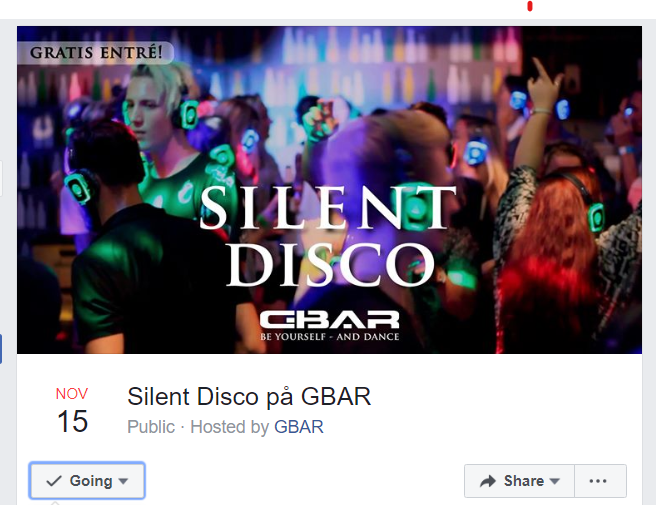 GRATIS ENTRÉ!
SILENT
DISCO
GBAR
BE YOURSELF - AND DANCE
NOV
15
Silent Disco på GBAR
Public · Hosted by GBAR
Going
Share